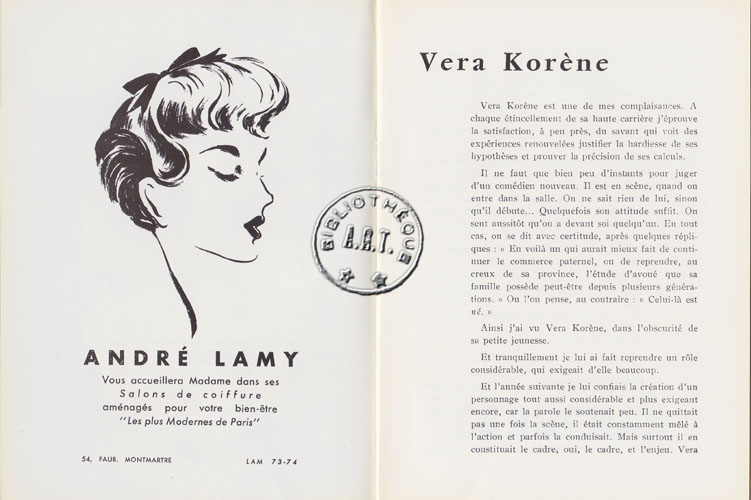 ANDRÉ LAMY
Vous accueillera Madame dans ses
Salons de coiffure
aménagés pour votre bien-être
"Les plus Modernes de Paris"
54, FAUB. MONTMARTRE
LAM 73-74
BIBLIOTHÈQUE
A.R.T.
Vera Korène
Vera Korène est une de mes complaisances. A
chaque étincellement de sa haute carrière j'éprouve
la satisfaction, à peu près, du savant qui voit des
expériences renouvelées justifier la hardiesse de ses
hypothèses et prouver la précision de ses calculs.
Il ne faut que bien peu d'instants pour juger
d'un comédien nouveau. Il est en scène, quand on
entre dans la salle. On ne sait rien de lui, sinon
qu'il débute... Quelquefois son attitude suffit. On
sent aussitôt qu'on a devant soi quelqu'un. En tout
cas, on se dit avec certitude, après quelques répli-
ques : « En voilà un qui aurait mieux fait de conti-
nuer le commerce paternel, ou de reprendre, au
creux de sa province, l'étude d'avoué que sa
famille possède peut-être depuis plusieurs généra-
tions. » Ou l'on pense, au contraire : « Celui-là est
né. »
Ainsi j'ai vu Vera Korène, dans l'obscurité de
sa petite jeunesse.
Et tranquillement je lui ai fait reprendre un rôle
considérable, qui exigeait d'elle beaucoup.
Et l'année suivante je lui confiais la création d'un
personnage tout aussi considérable et plus exigeant
encore, car la parole le soutenait peu. Il ne quittait
pas une fois la scène, il était constamment mêlé à
l'action et parfois la conduisait. Mais surtout il en
constituait le cadre, oui, le cadre, et l'enjeu. Vera